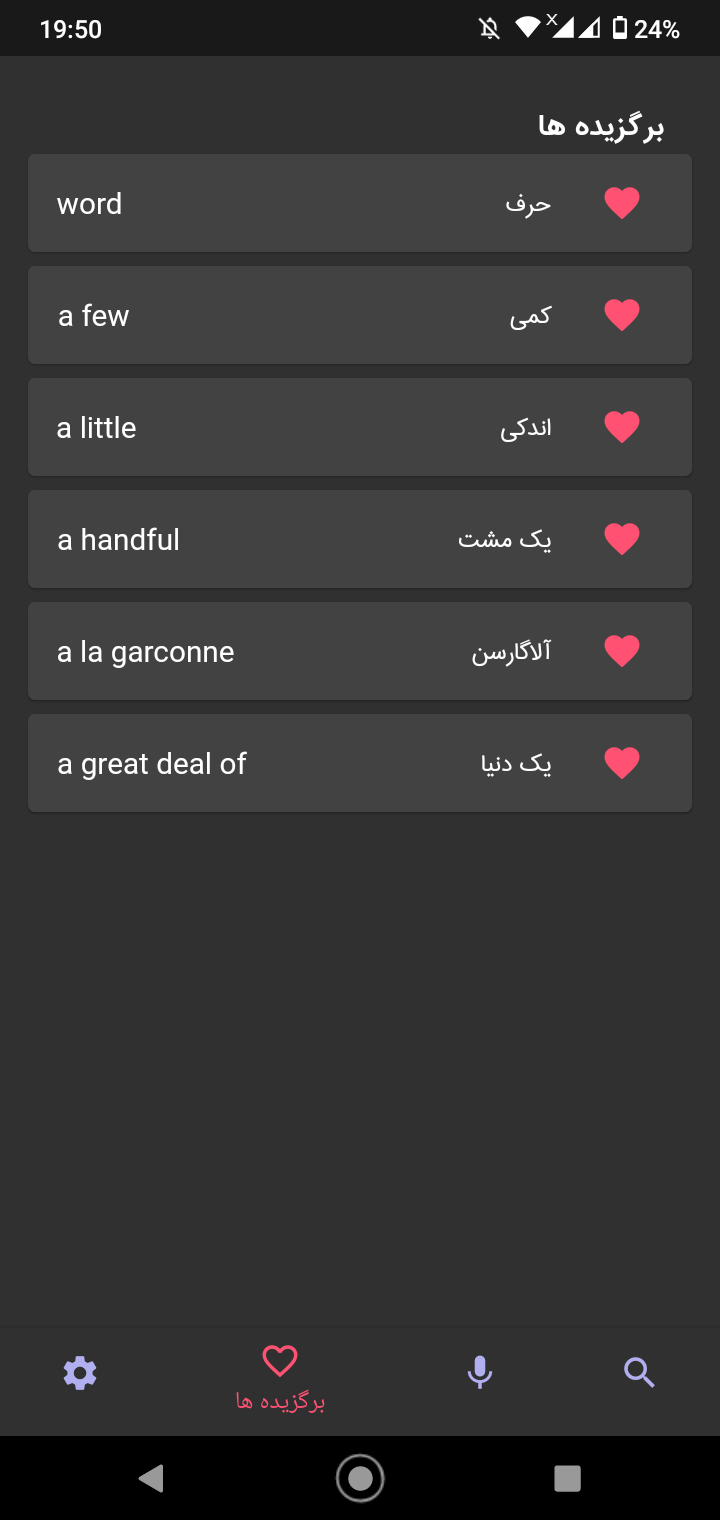 19:50
24%
برگزیده ها
word حرف
a few کمی
a little اندکی
a handful یک مشت
a la garconne آلاگارسن
a great deal of یک دنیا
برگزیده ها